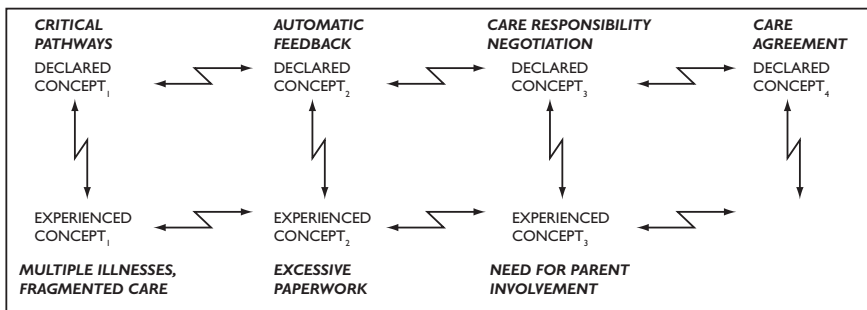 CRITICAL
PATHWAYS
AUTOMATIC
FEEDBACK
CARE RESPONSIBILITY
NEGOTIATION
CARE
AGREEMENT
DECLARED
CONCEPT₁
DECLARED
CONCEPT₂
DECLARED
CONCEPT₃
DECLARED
CONCEPT₄
EXPERIENCED
CONCEPT₁
EXPERIENCED
CONCEPT₂
EXPERIENCED
CONCEPT₃
MULTIPLE ILLNESSES,
FRAGMENTED CARE
EXCESSIVE
PAPERWORK
NEED FOR PARENT
INVOLVEMENT